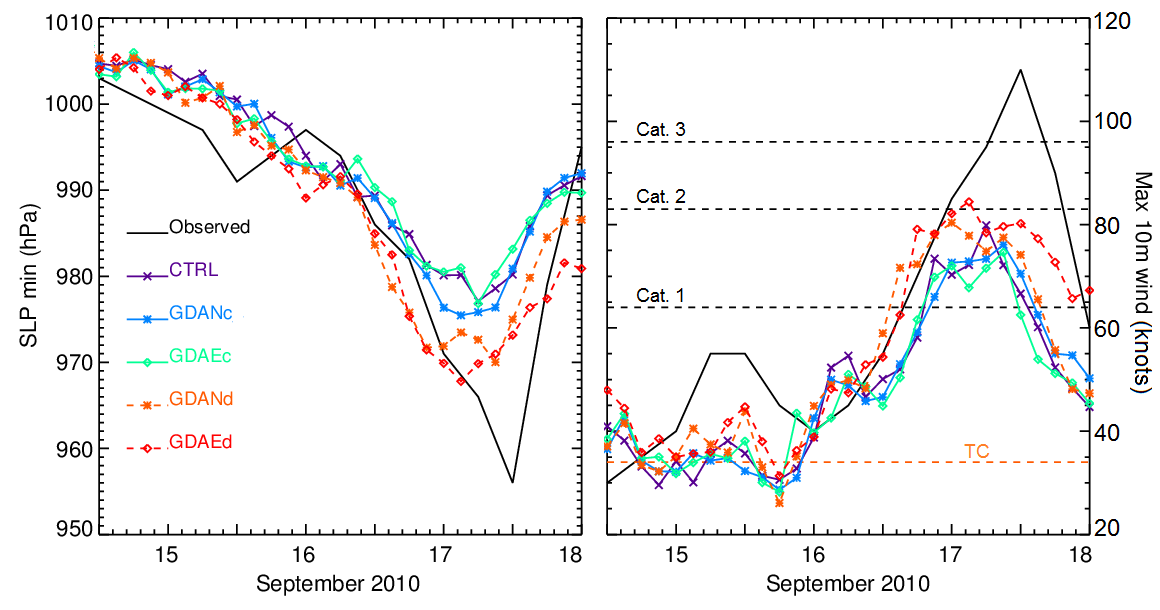 1010
1000
990
980
970
960
950
SLP min (hPa)
Observed
CTRL
GDANc
GDAEc
GDANd
GDAEd
15
16
17
18
September 2010
Cat. 3
Cat. 2
Cat. 1
TC
120
100
80
60
40
20
Max 10m wind (knots)
15
16
17
18
September 2010